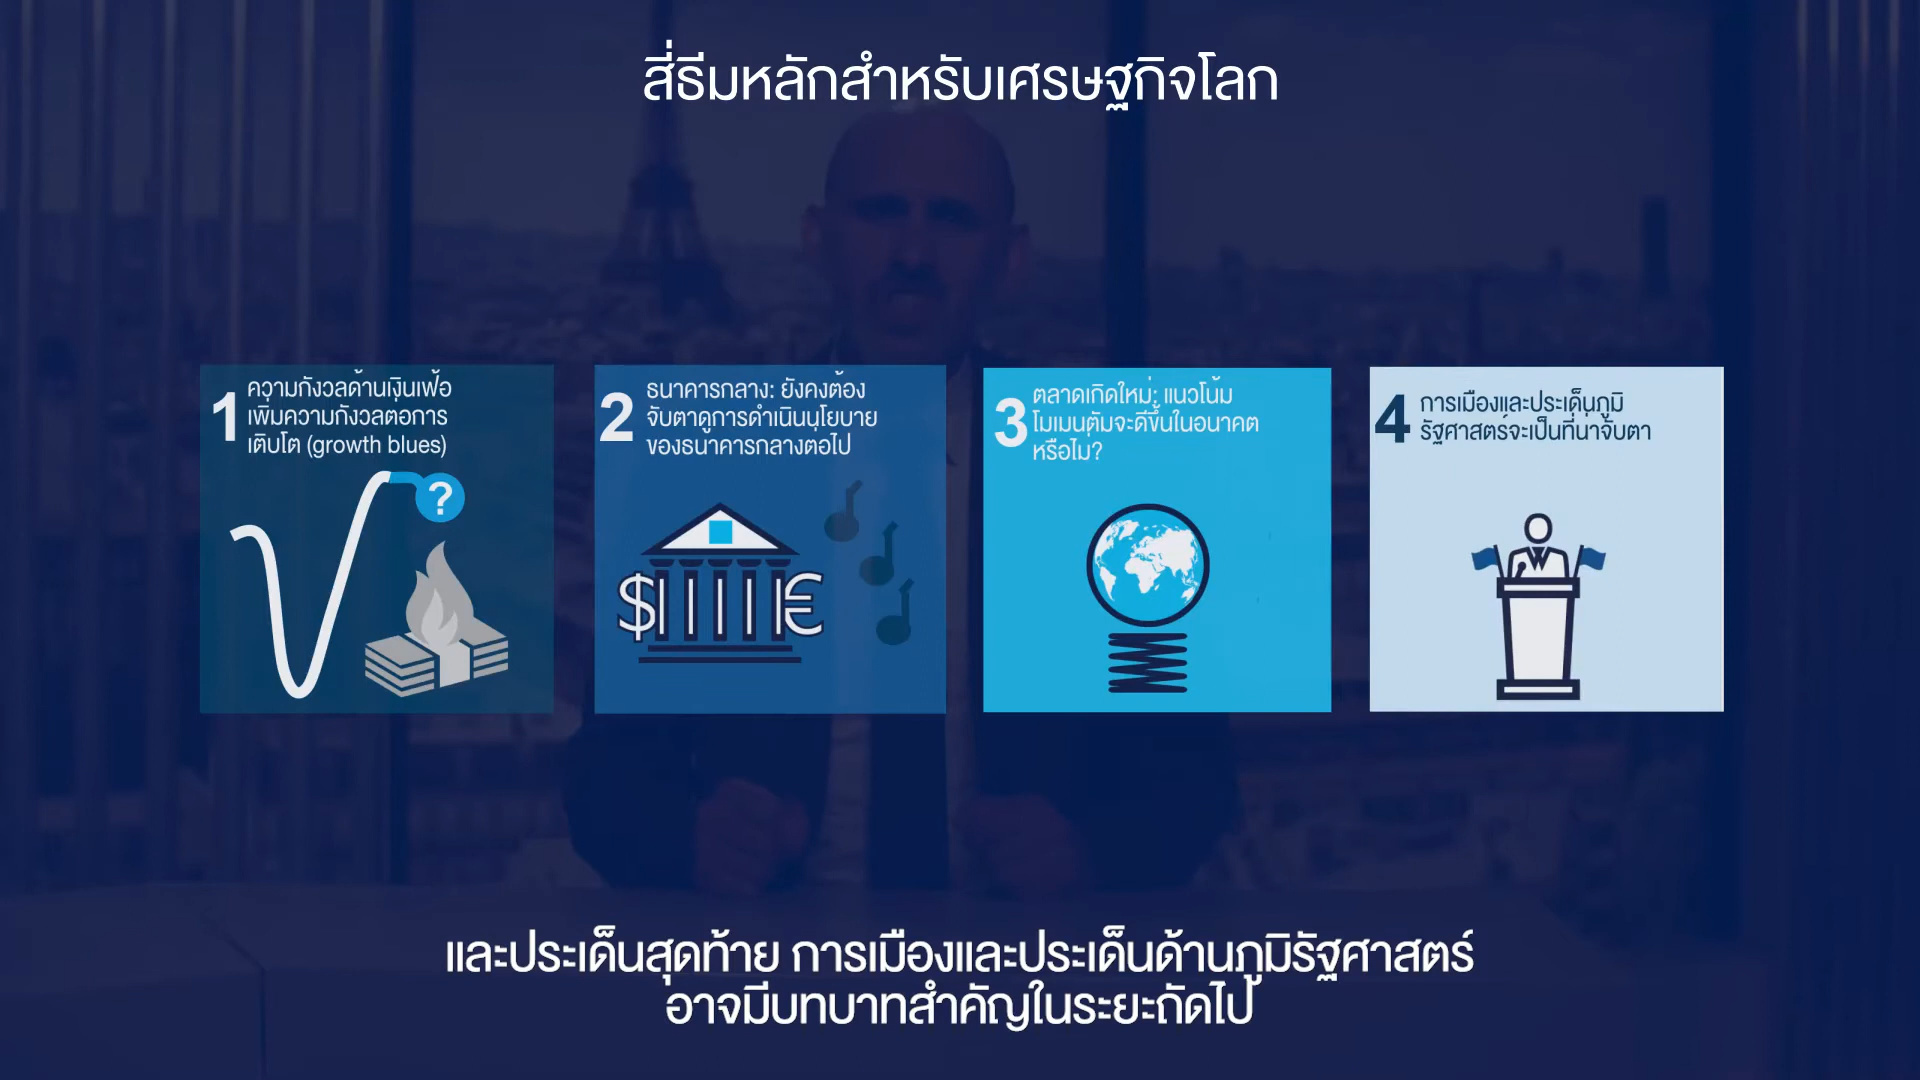 สี่ธีมหลักสำหรับเศรษฐกิจโลก
1
ความกังวลด้านเงินเฟ้อ
เพิ่มความกังวลต่อการ
เติบโต (growth blues)
?
2
ธนาคารกลาง: ยังคงต้อง
จับตาดูการดำเนินนโยบาย
ของธนาคารกลางต่อไป
$ €
3
ตลาดเกิดใหม่: แนวโน้ม
โมเมนตัมจะดีขึ้นในอนาคต
หรือไม่?
4
การเมืองและประเด็นภูมิ
รัฐศาสตร์จะเป็นที่น่าจับตา
และประเด็นสุดท้าย การเมืองและประเด็นด้านภูมิรัฐศาสตร์
อาจมีบทบาทสำคัญในระยะถัดไป